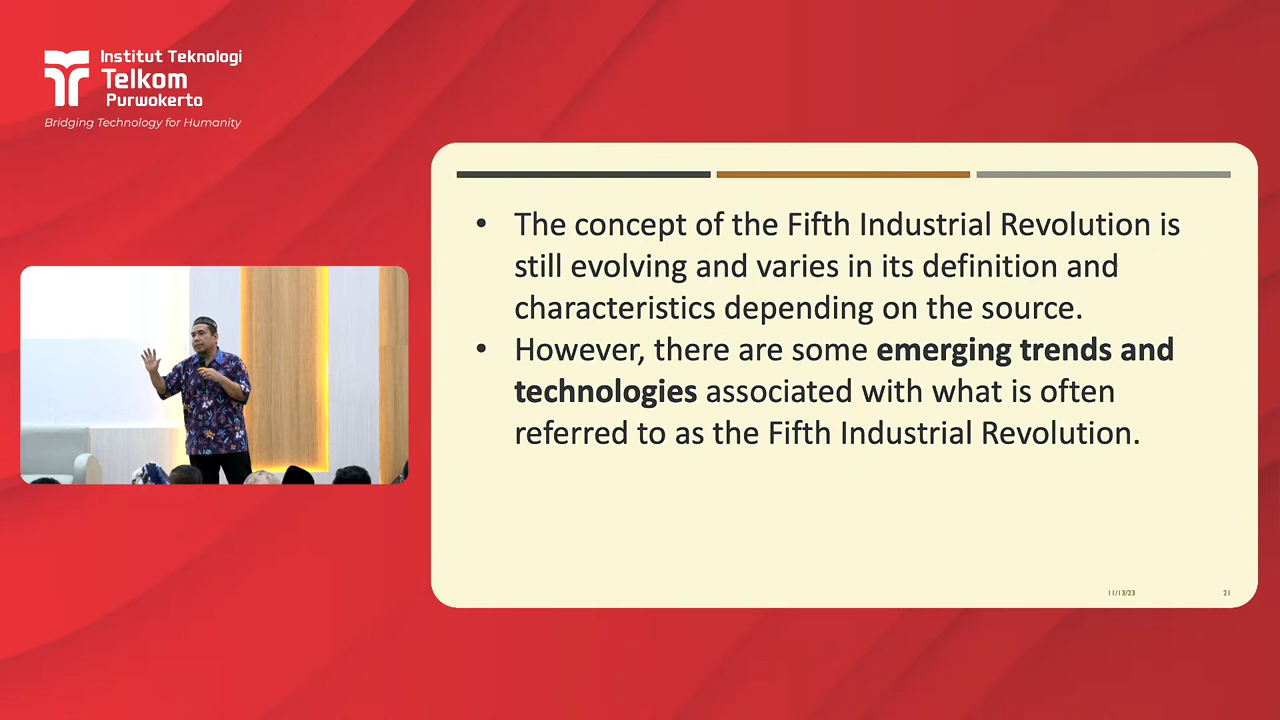 Institut Teknologi
Telkom
Purwokerto
Bridging Technology for Humanity
• The concept of the Fifth Industrial Revolution is
still evolving and varies in its definition and
characteristics depending on the source.
• However, there are some emerging trends and
technologies associated with what is often
referred to as the Fifth Industrial Revolution.
11/13/23
21